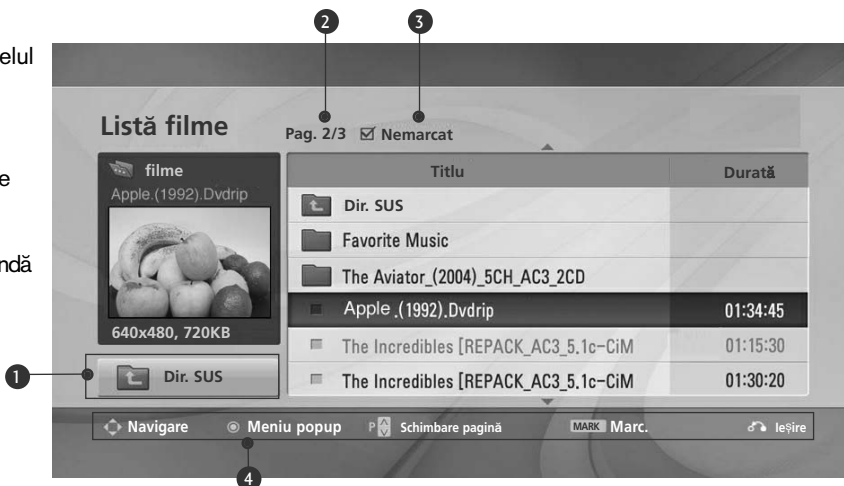 2 3
elul
Listă filme
Pag. 2/3 Nemarcat
filme
Apple.(1992).Dvdrip
Titlu Durată
e
Dir. SUS
Favorite Music
ndă
The Aviator_(2004)_5CH_AC3_2CD
Apple .(1992).Dvdrip 01:34:45
640x480, 720KB
The Incredibles [REPACK_AC3_5.1c-CiM 01:15:30
1 Dir. SUS
The Incredibles [REPACK_AC3_5.1c-CiM 01:30:20
Navigare Meniu popup P Schimbare pagină MARK Marc. Ieşire
4